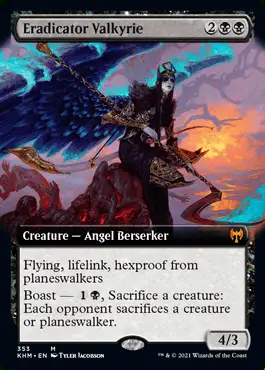 Eradicator Valkyrie 2
Creature — Angel Berserker
Flying, lifelink, hexproof from
planeswalkers
Boast — 1, Sacrifice a creature:
Each opponent sacrifices a creature
or planeswalker.
4/3
353 M
KHM • EN TYLER JACOBSON
™ & © 2021 Wizards of the Coast